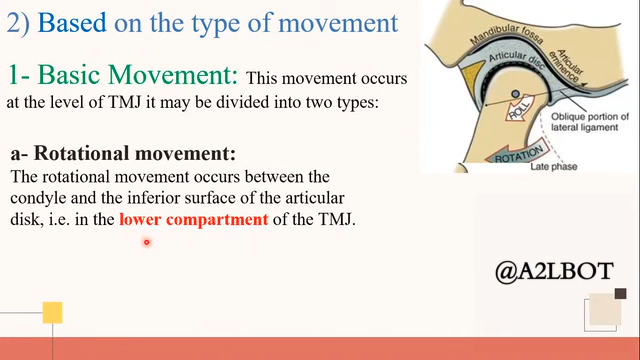 2) Based on the type of movement
1- Basic Movement: This movement occurs
at the level of TMJ it may be divided into two types:
a- Rotational movement:
The rotational movement occurs between the
condyle and the inferior surface of the articular
disk, i.e. in the lower compartment of the TMJ.
Mandibular fossa
Articular disc
Articular
eminence
ROLL
Oblique portion of
lateral ligament
ROTATION
Late phase
@A2LBOT